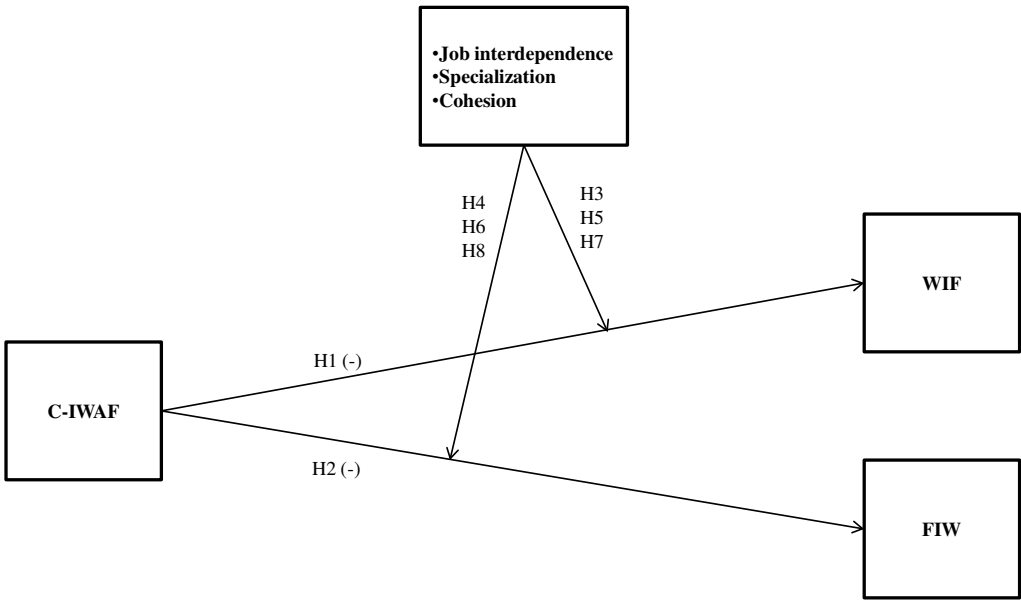 •Job interdependence
•Specialization
•Cohesion
H4
H6
H8
H3
H5
H7
WIF
H1 (-)
C-IWAF
H2 (-)
FIW